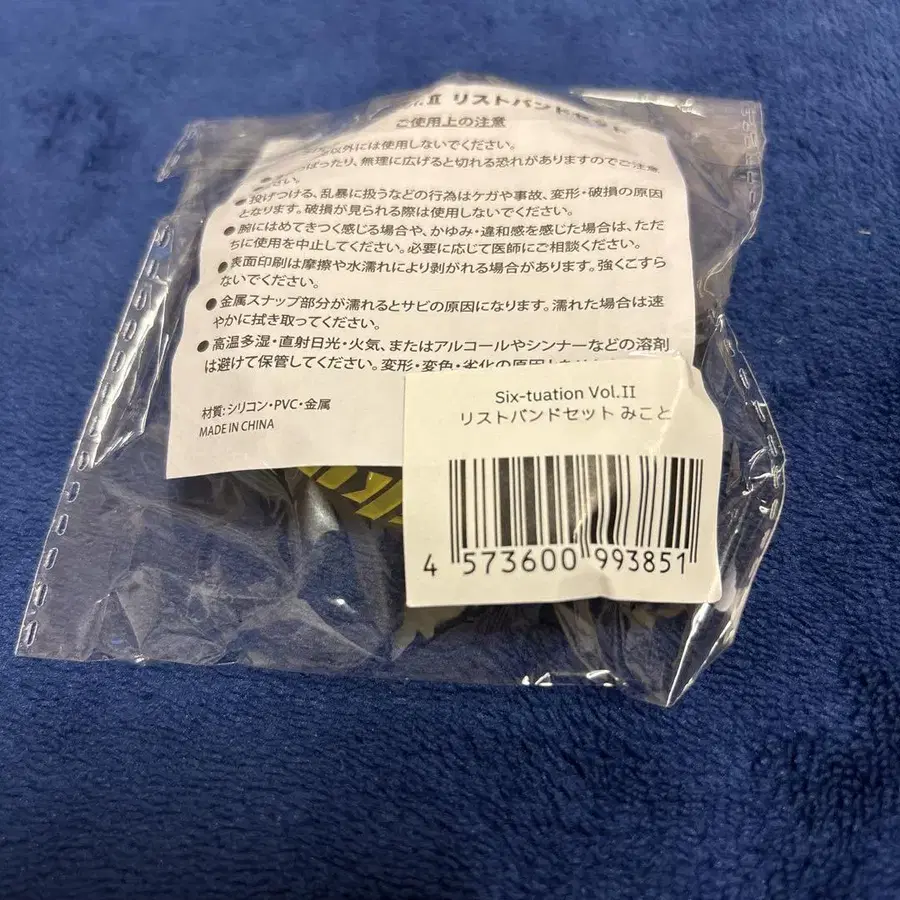 .II リストバンドセット
ご使用上の注意
以外には使用しないでください。
ぱったり、無理に広げると切れる恐れがありますのでご注意
さい。
● 投げつける、乱暴に扱うなどの行為はケガや事故、変形・破損の原因
となります。破損が見られる際は使用しないでください。
● 腕にはめてきつく感じる場合や、かゆみ・違和感を感じた場合は、ただ
ちに使用を中止してください。必要に応じて医師にご相談ください。
● 表面印刷は摩擦や水濡れにより剥がれる場合があります。強くこすら
ないでください。
● 金属スナップ部分が濡れるとサビの原因になります。濡れた場合は速
やかに拭き取ってください。
● 高温多湿・直射日光・火気、またはアルコールやシンナーなどの溶剤
は避けて保管してください。変形・変色・劣化の原因となり
材質:シリコン・PVC・金属
MADE IN CHINA
Six-tuation Vol.II
リストバンドセット みこと
4 573600 993851